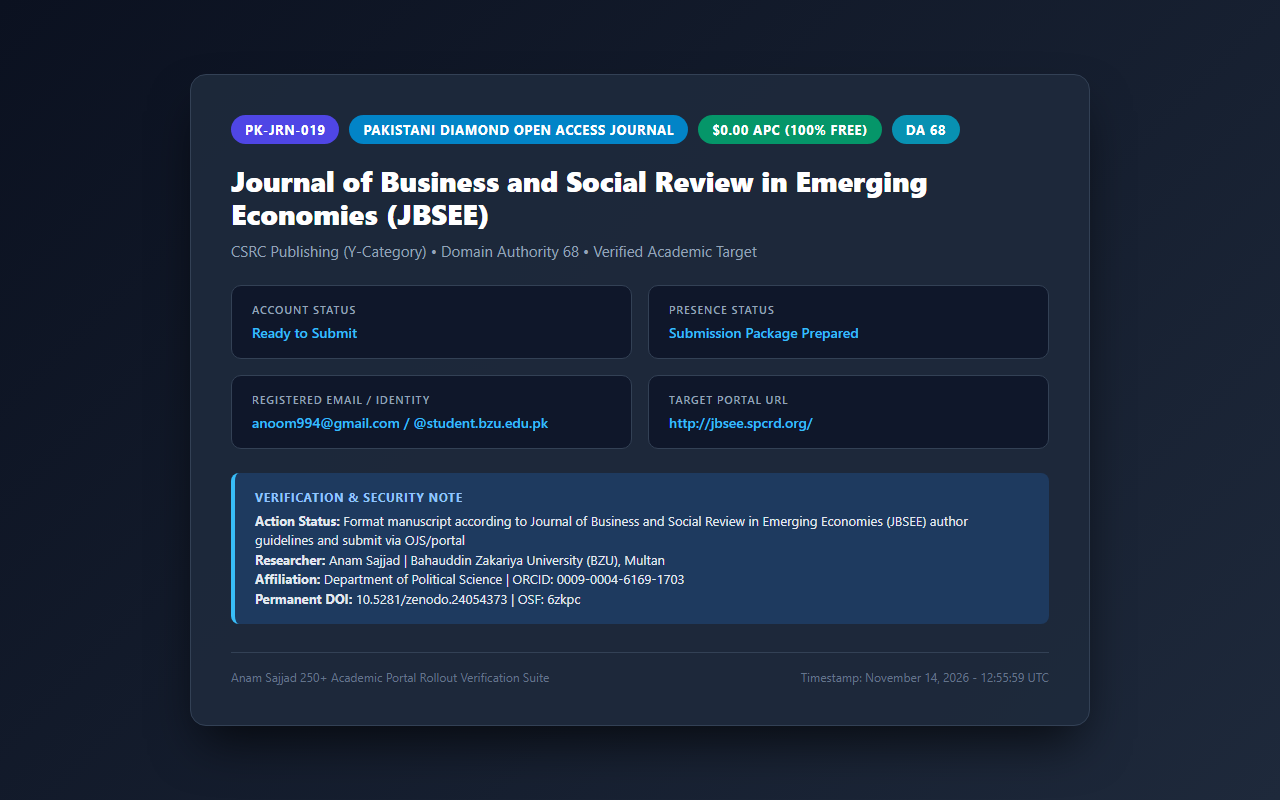 PK-JRN-019
PAKISTANI DIAMOND OPEN ACCESS JOURNAL
$0.00 APC (100% FREE)
DA 68
Journal of Business and Social Review in Emerging
Economies (JBSEE)
CSRC Publishing (Y-Category) • Domain Authority 68 • Verified Academic Target
ACCOUNT STATUS
Ready to Submit
PRESENCE STATUS
Submission Package Prepared
REGISTERED EMAIL / IDENTITY
anoom994@gmail.com / @student.bzu.edu.pk
TARGET PORTAL URL
http://jbsee.spcrd.org/
VERIFICATION & SECURITY NOTE
Action Status: Format manuscript according to Journal of Business and Social Review in Emerging Economies (JBSEE) author
guidelines and submit via OJS/portal
Researcher: Anam Sajjad | Bahauddin Zakariya University (BZU), Multan
Affiliation: Department of Political Science | ORCID: 0009-0004-6169-1703
Permanent DOI: 10.5281/zenodo.24054373 | OSF: 6zkpc
Anam Sajjad 250+ Academic Portal Rollout Verification Suite
Timestamp: November 14, 2026 - 12:55:59 UTC